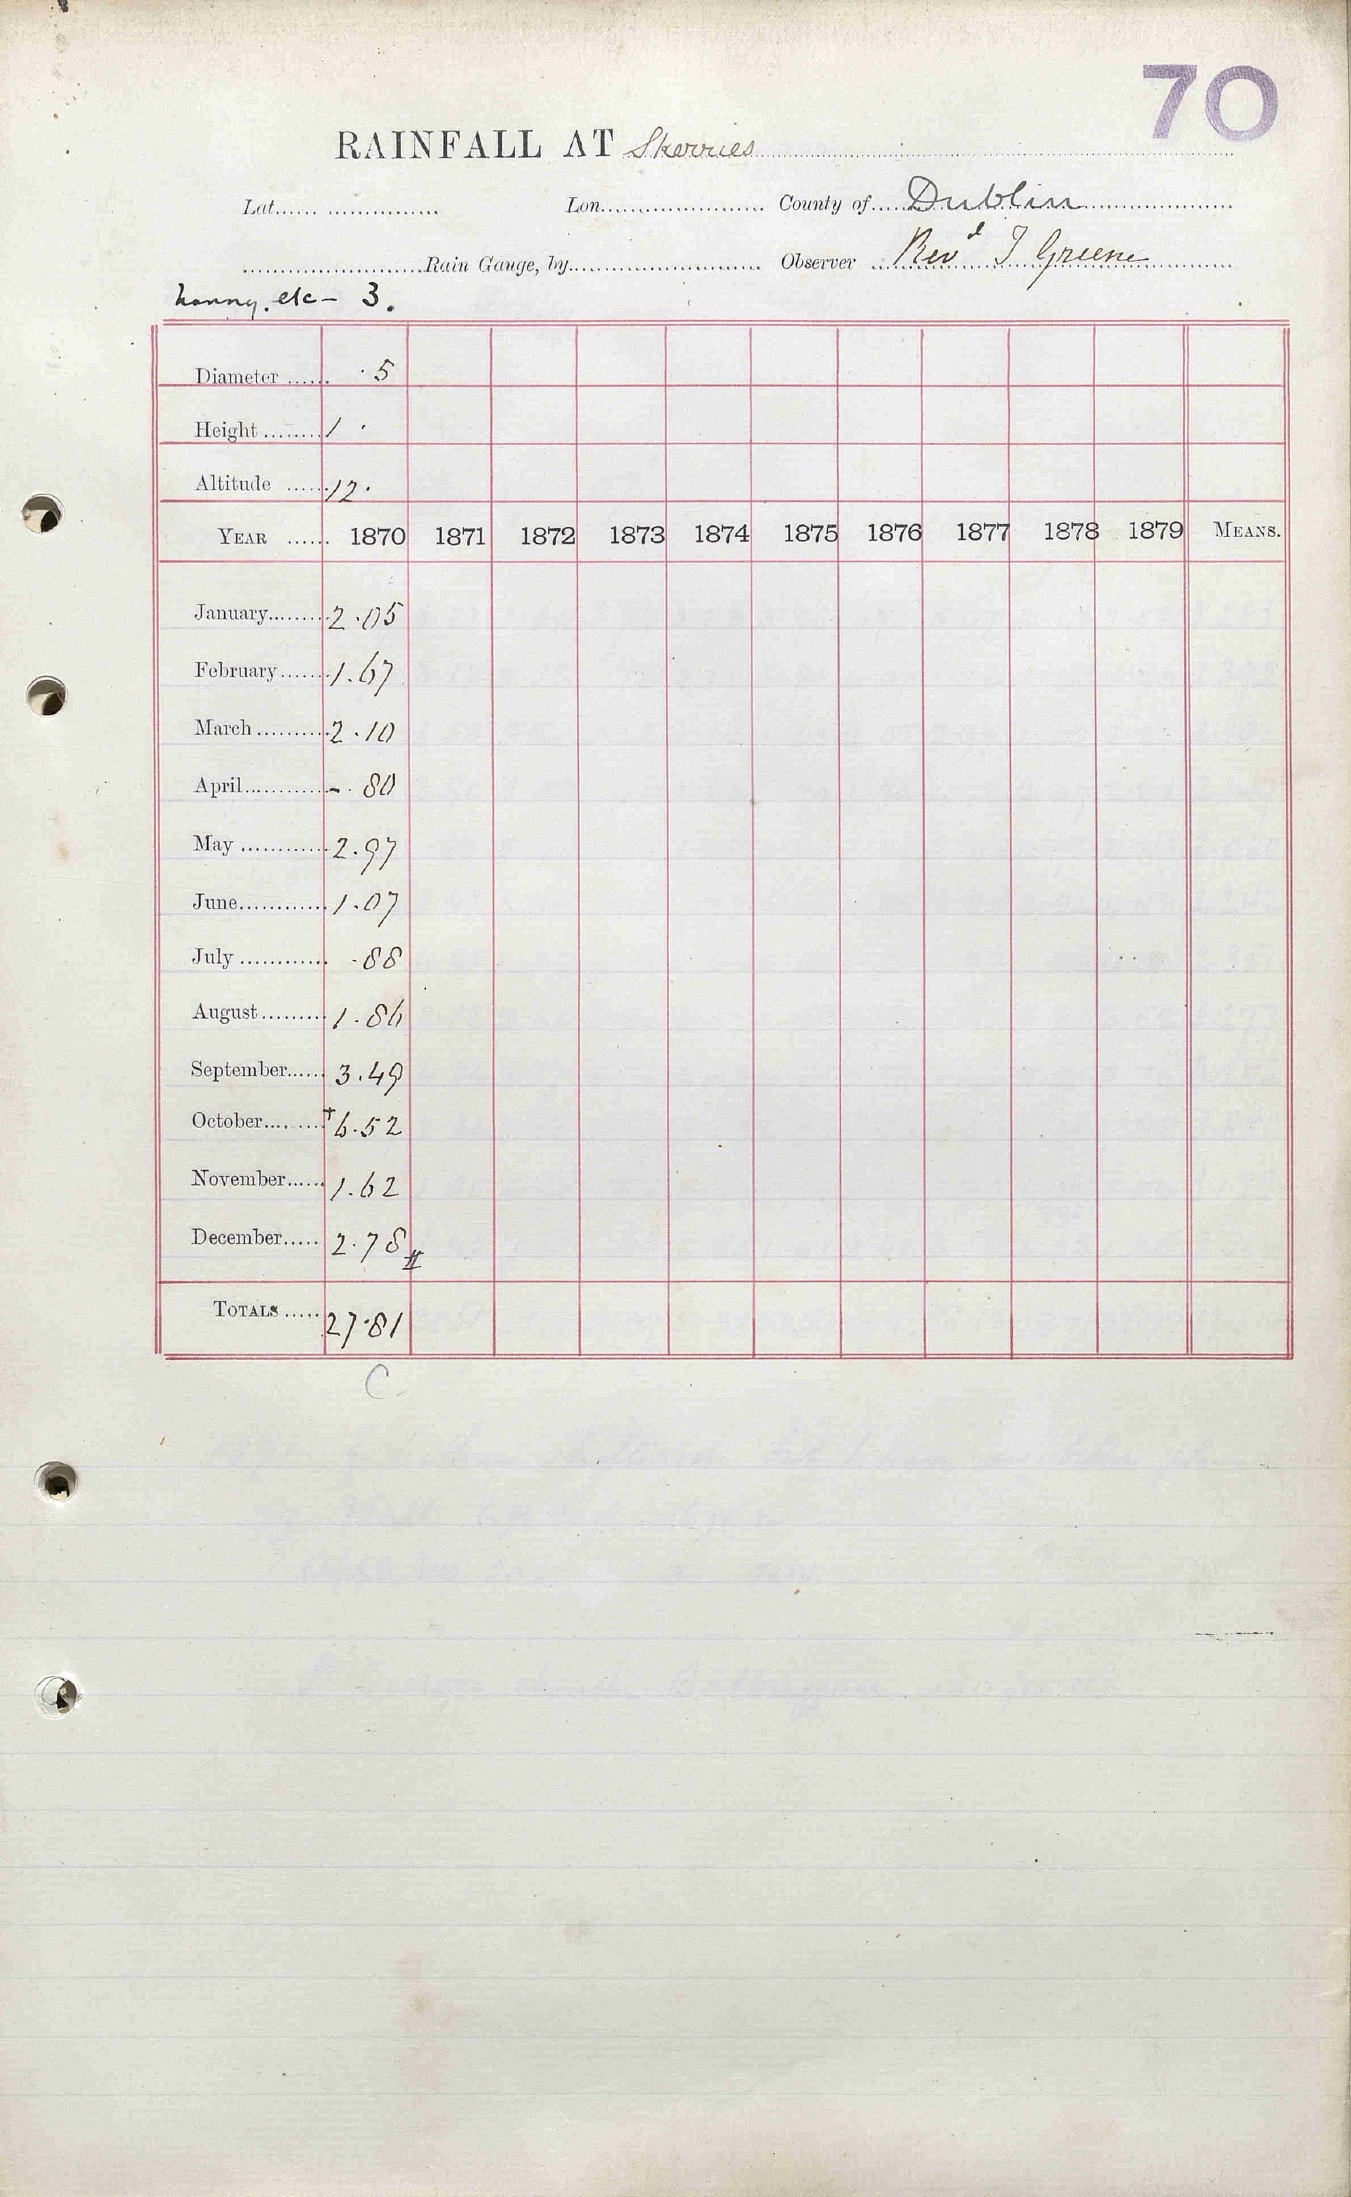 70
RAINFALL AT Skerries
Lat. Lon. County of Dublin
Rain Gauge, by Observer Revd J Greene
Nanny. etc – 3.
Diameter ...... · 5
Height ........ 1 ·
Altitude ...... 12 ·
YEAR ...... 1870 1871 1872 1873 1874 1875 1876 1877 1878 1879 MEANS.
January ........ 2.05
February ....... 1.67
March .......... 2.10
April ............ - .80
May ............ 2.97
June ............ 1.07
July ............ .88
August ......... 1.86
September ...... 3.49
October ........ +6.52
November ...... 1.62
December ..... 2.78 #
TOTALS ..... 27.81
C